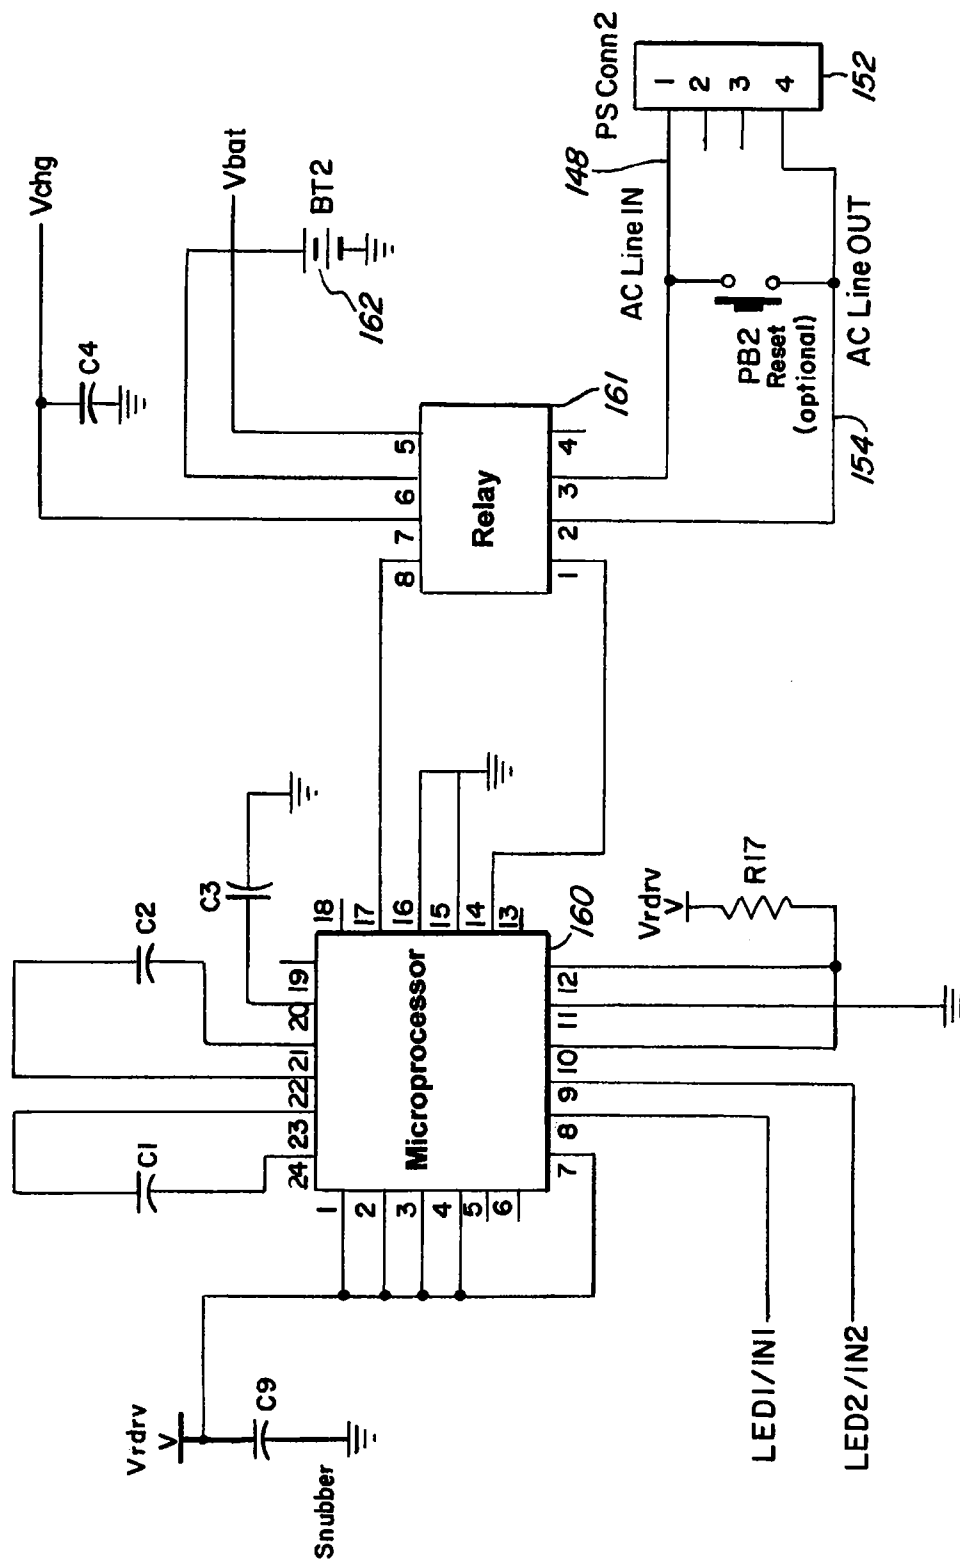 Vchg
C4
Vbat
BT2
162
PS Conn 2
1
2
3
4
152
148
AC Line IN
PB2
Reset
(optional)
AC Line OUT
154
Relay
161
5
6
7
8
4
3
2
1
C3
C2
C1
Microprocessor
160
18
17
16
15
14
13
24
23
22
21
20
19
1
2
3
4
5
6
7
8
9
10
11
12
Vrdrv
V
R17
Vrdrv
V
C9
Snubber
LED1/IN1
LED2/IN2